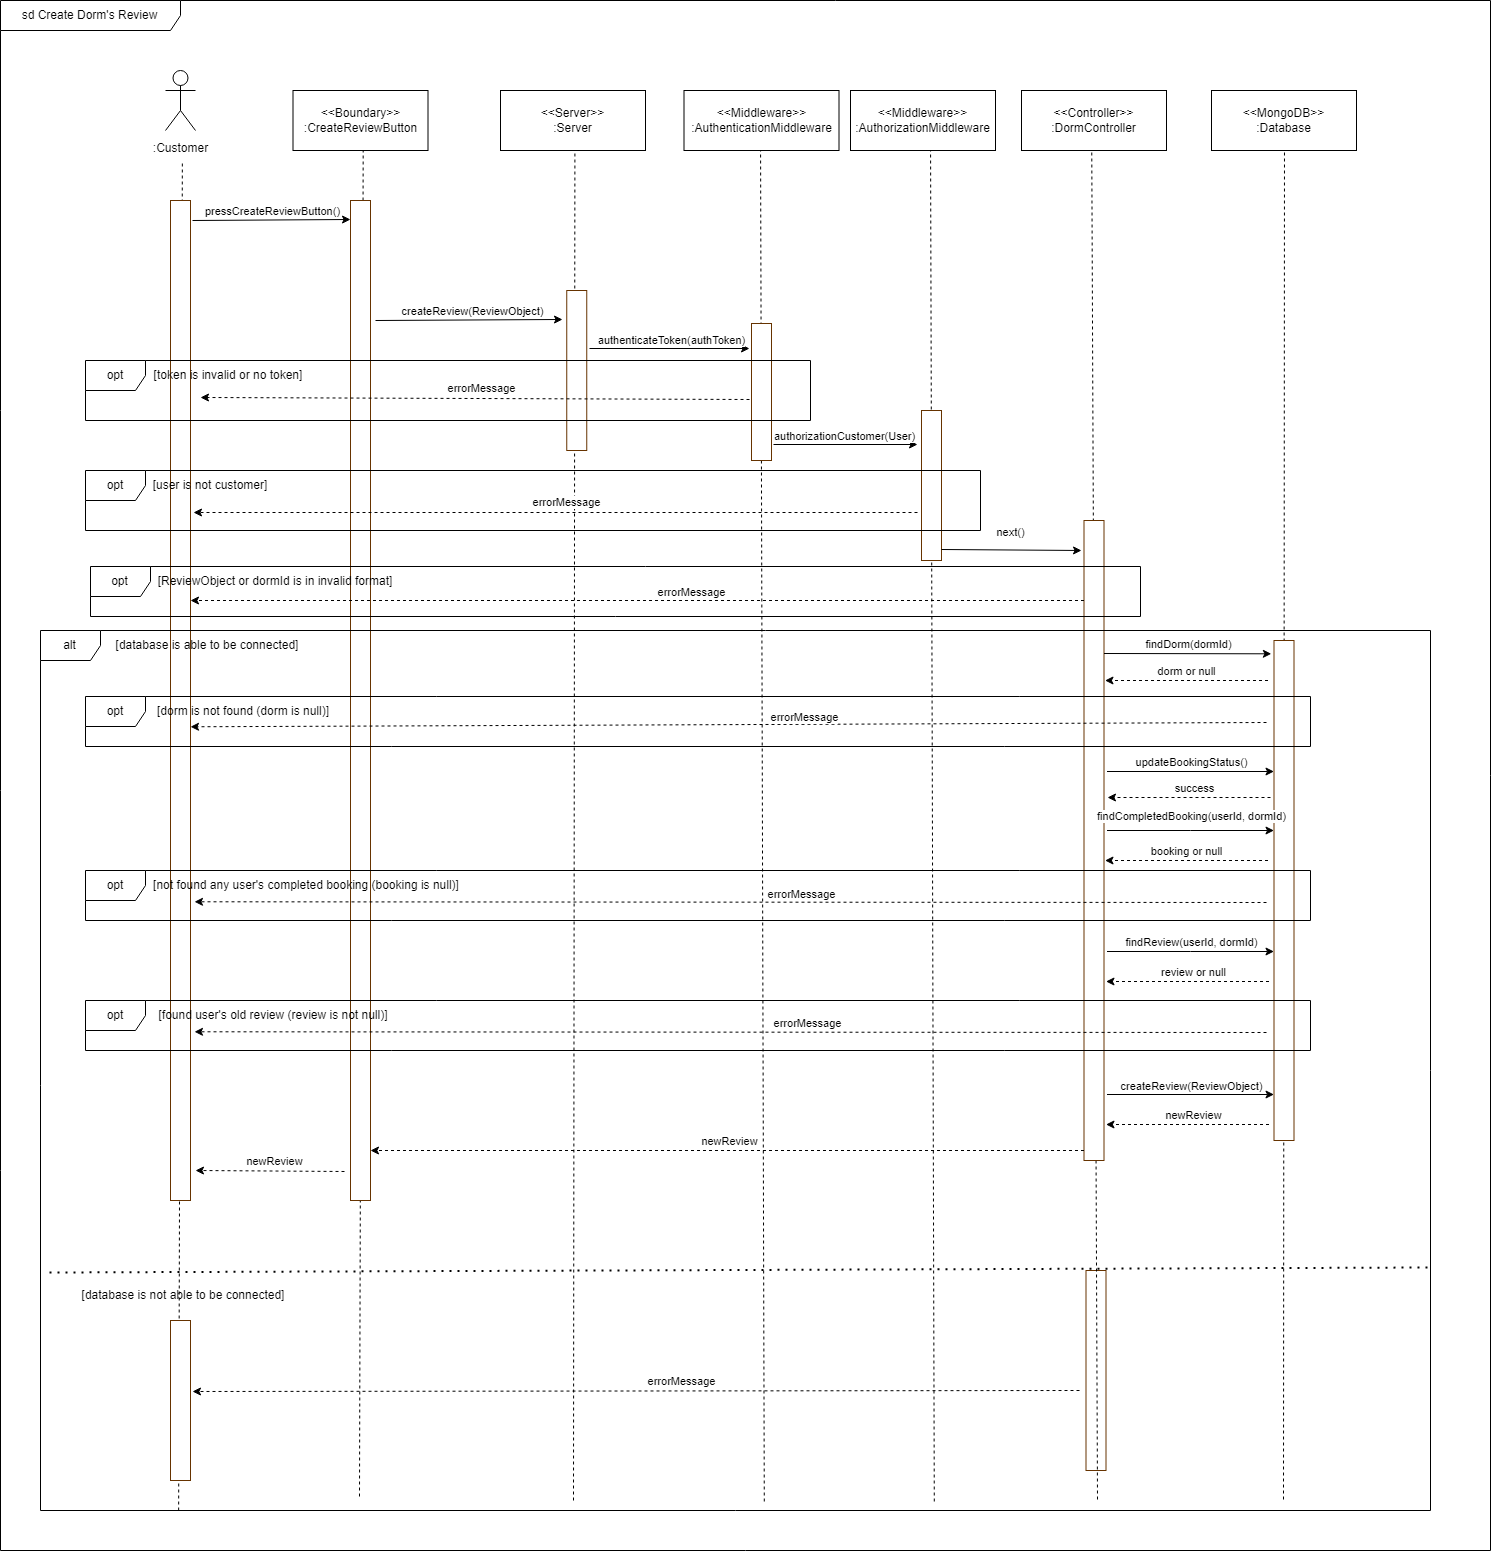 sd Create Dorm's Review
:Customer
<<Boundary>>
:CreateReviewButton
<<Server>>
:Server
<<Middleware>>
:AuthenticationMiddleware
<<Middleware>>
:AuthorizationMiddleware
<<Controller>>
:DormController
<<MongoDB>>
:Database
pressCreateReviewButton()
createReview(ReviewObject)
authenticateToken(authToken)
opt
[token is invalid or no token]
errorMessage
authorizationCustomer(User)
opt
[user is not customer]
errorMessage
next()
opt
[ReviewObject or dormId is in invalid format]
errorMessage
alt
[database is able to be connected]
findDorm(dormId)
dorm or null
opt
[dorm is not found (dorm is null)]
errorMessage
updateBookingStatus()
success
findCompletedBooking(userId, dormId)
booking or null
opt
[not found any user's completed booking (booking is null)]
errorMessage
findReview(userId, dormId)
review or null
opt
[found user's old review (review is not null)]
errorMessage
createReview(ReviewObject)
newReview
newReview
newReview
[database is not able to be connected]
errorMessage